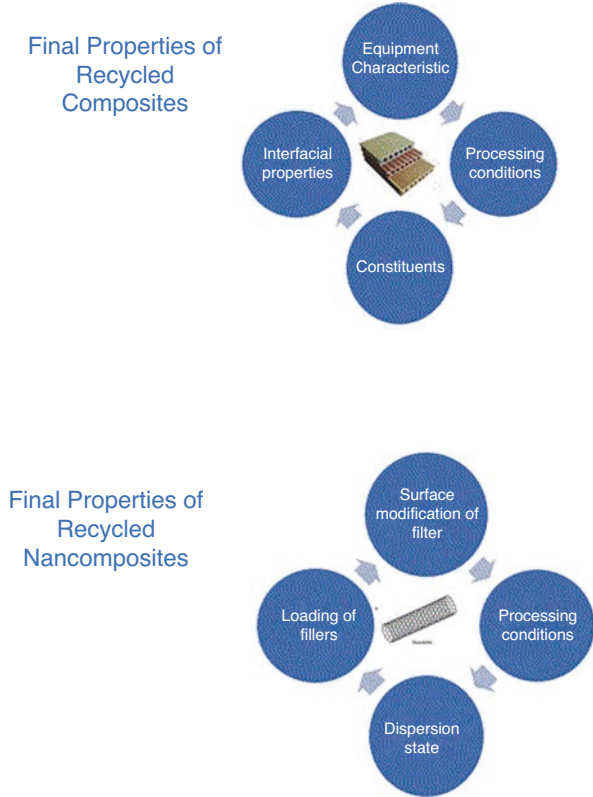 Final Properties of
Recycled
Composites
Equipment
Characteristic
Interfacial
properties
Processing
conditions
Constituents
Final Properties of
Recycled
Nancomposites
Surface
modification of
filter
Loading of
fillers
Processing
conditions
Dispersion
state